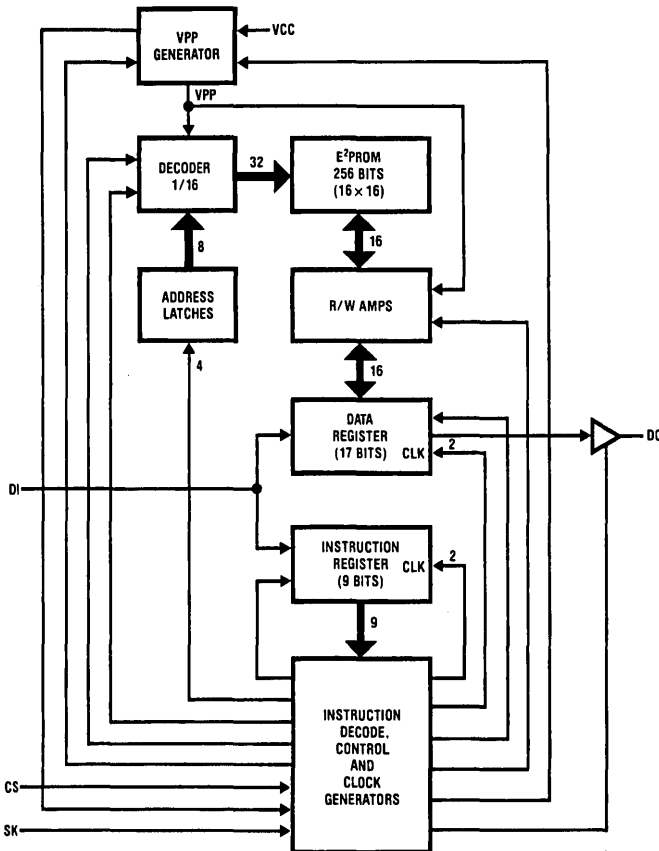 VPP
GENERATOR
VCC
VPP
DECODER
1/16
32
E²PROM
256 BITS
(16 × 16)
8
16
ADDRESS
LATCHES
R/W AMPS
4
16
DATA
REGISTER
(17 BITS)
CLK
2
DO
DI
INSTRUCTION
REGISTER
(9 BITS)
CLK
2
9
INSTRUCTION
DECODE,
CONTROL
AND
CLOCK
GENERATORS
CS
SK